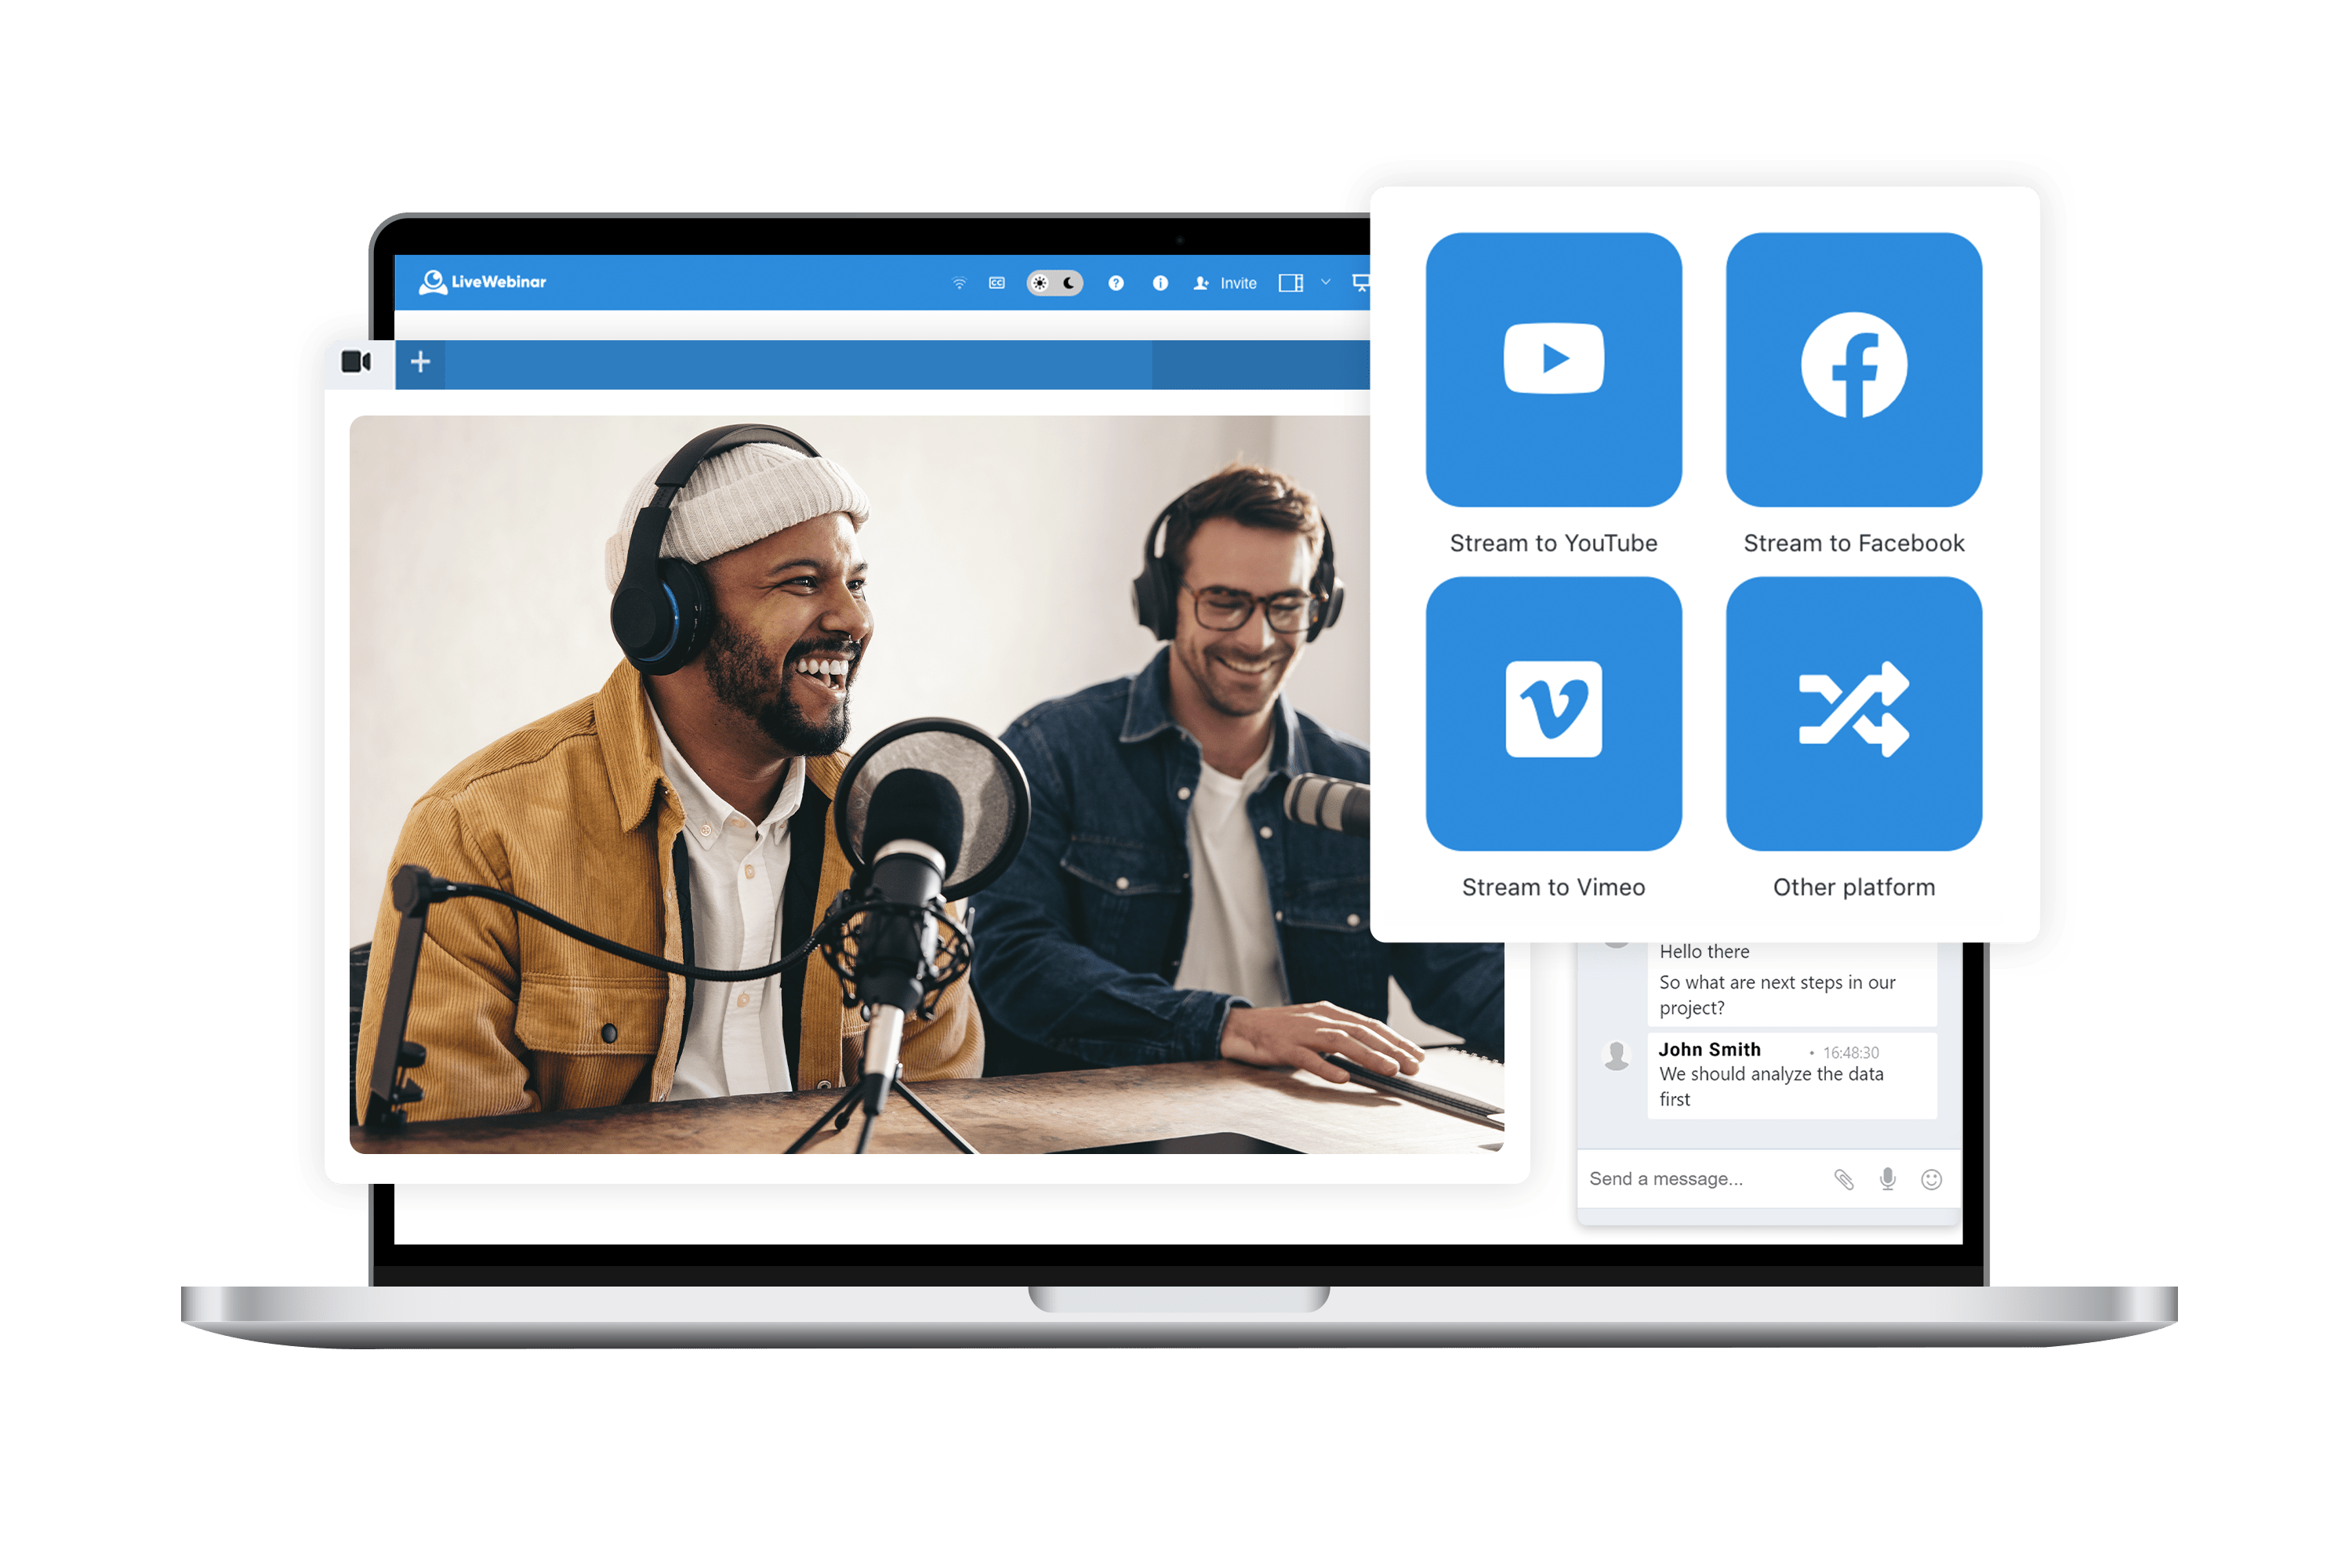 LiveWebinar
CC
Invite
Stream to YouTube
Stream to Facebook
Stream to Vimeo
Other platform
Hello there
So what are next steps in our
project?
John Smith • 16:48:30
We should analyze the data
first
Send a message...